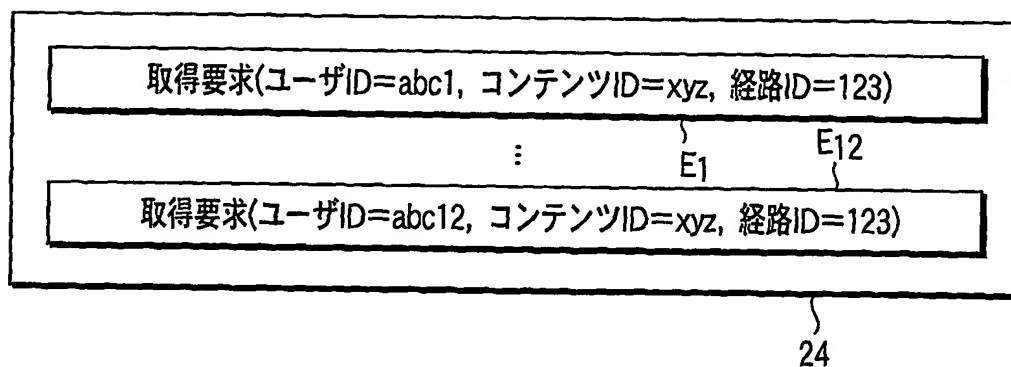 取得要求(ユーザID=abc1, コンテンツID=xyz, 経路ID=123)
E1
E12
⋮
取得要求(ユーザID=abc12, コンテンツID=xyz, 経路ID=123)
24